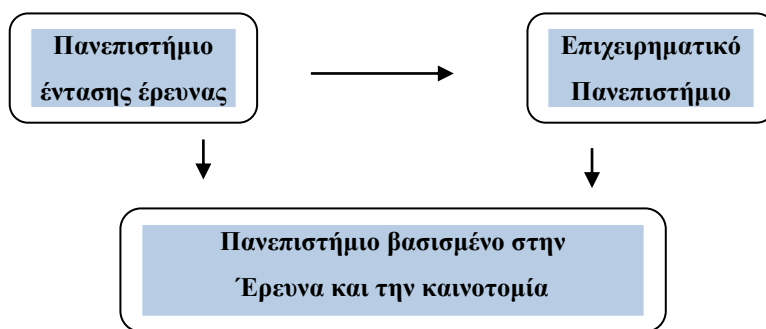 Πανεπιστήμιο
έντασης έρευνας
Επιχειρηματικό
Πανεπιστήμιο
Πανεπιστήμιο βασισμένο στην
Έρευνα και την καινοτομία